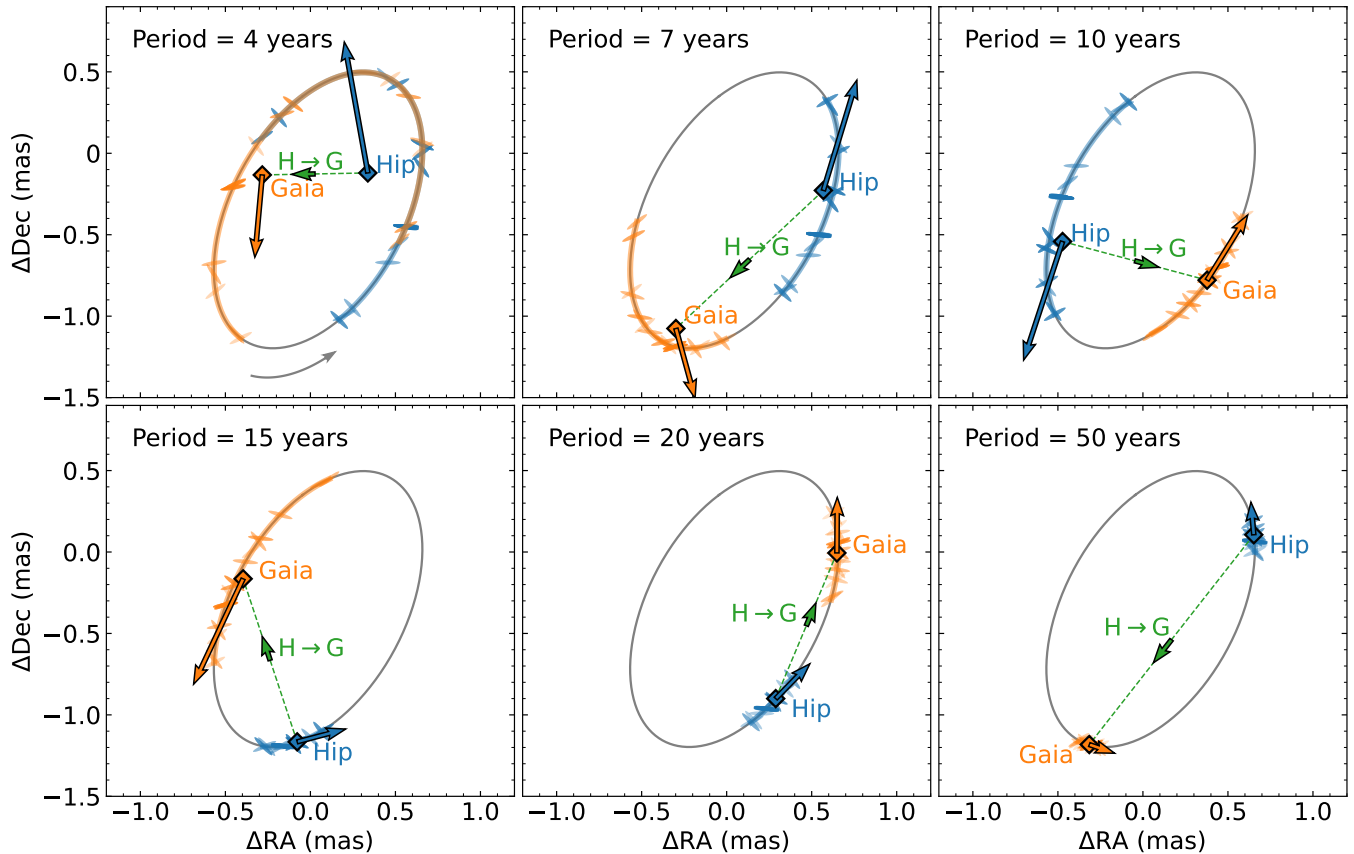 Period = 4 years
Period = 7 years
Period = 10 years
0.5
0
−0.5
−1.0
−1.5
ΔDec (mas)
H→G
Hip
Gaia
Hip
H→G
Gaia
Hip
H→G
Gaia
Period = 15 years
Period = 20 years
Period = 50 years
0.5
0.0
−0.5
−1.0
−1.5
ΔDec (mas)
Gaia
H→G
Hip
Gaia
H→G
Hip
Hip
H→G
Gaia
−1.0 −0.5 0.0 0.5 1.0
−1.0 −0.5 0.0 0.5 1.0
−1.0 −0.5 0.0 0.5 1.0
ΔRA (mas)
ΔRA (mas)
ΔRA (mas)